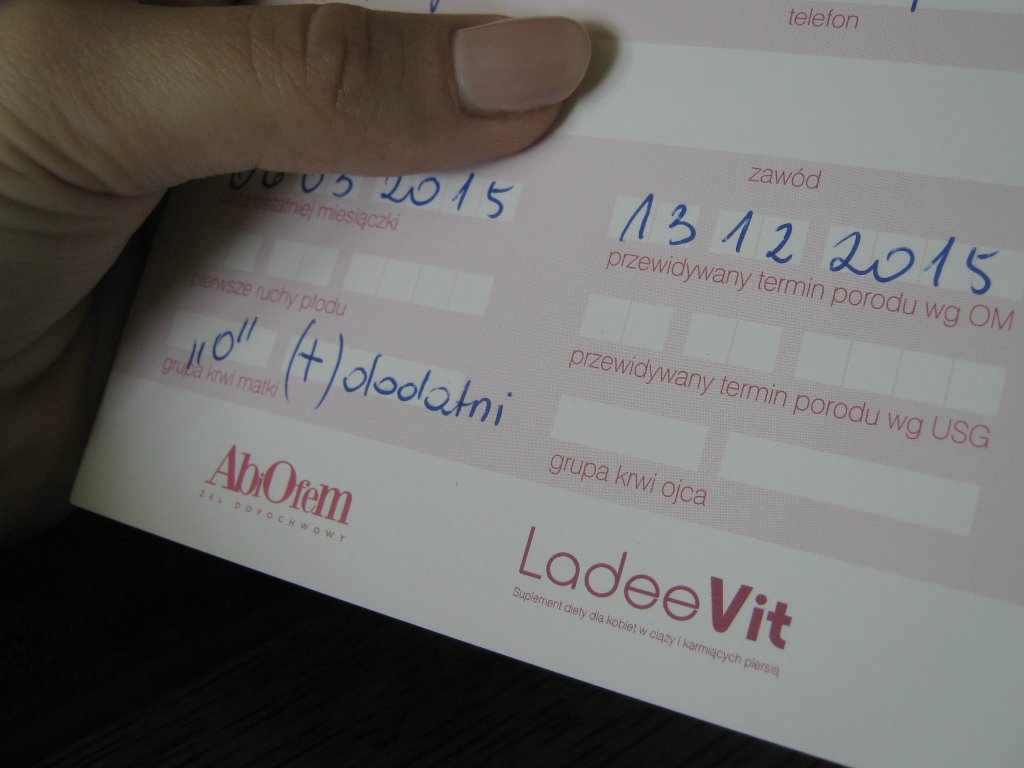 telefon
zawód
06 03 2015
data ostatniej miesiączki
13 12 2015
przewidywany termin porodu wg OM
pierwsze ruchy płodu
przewidywany termin porodu wg USG
„0" (+) dodatni
grupa krwi matki
grupa krwi ojca
AbiOfem
ŻEL DOPOCHWOWY
LadeeVit
Suplement diety dla kobiet w ciąży i karmiących piersią